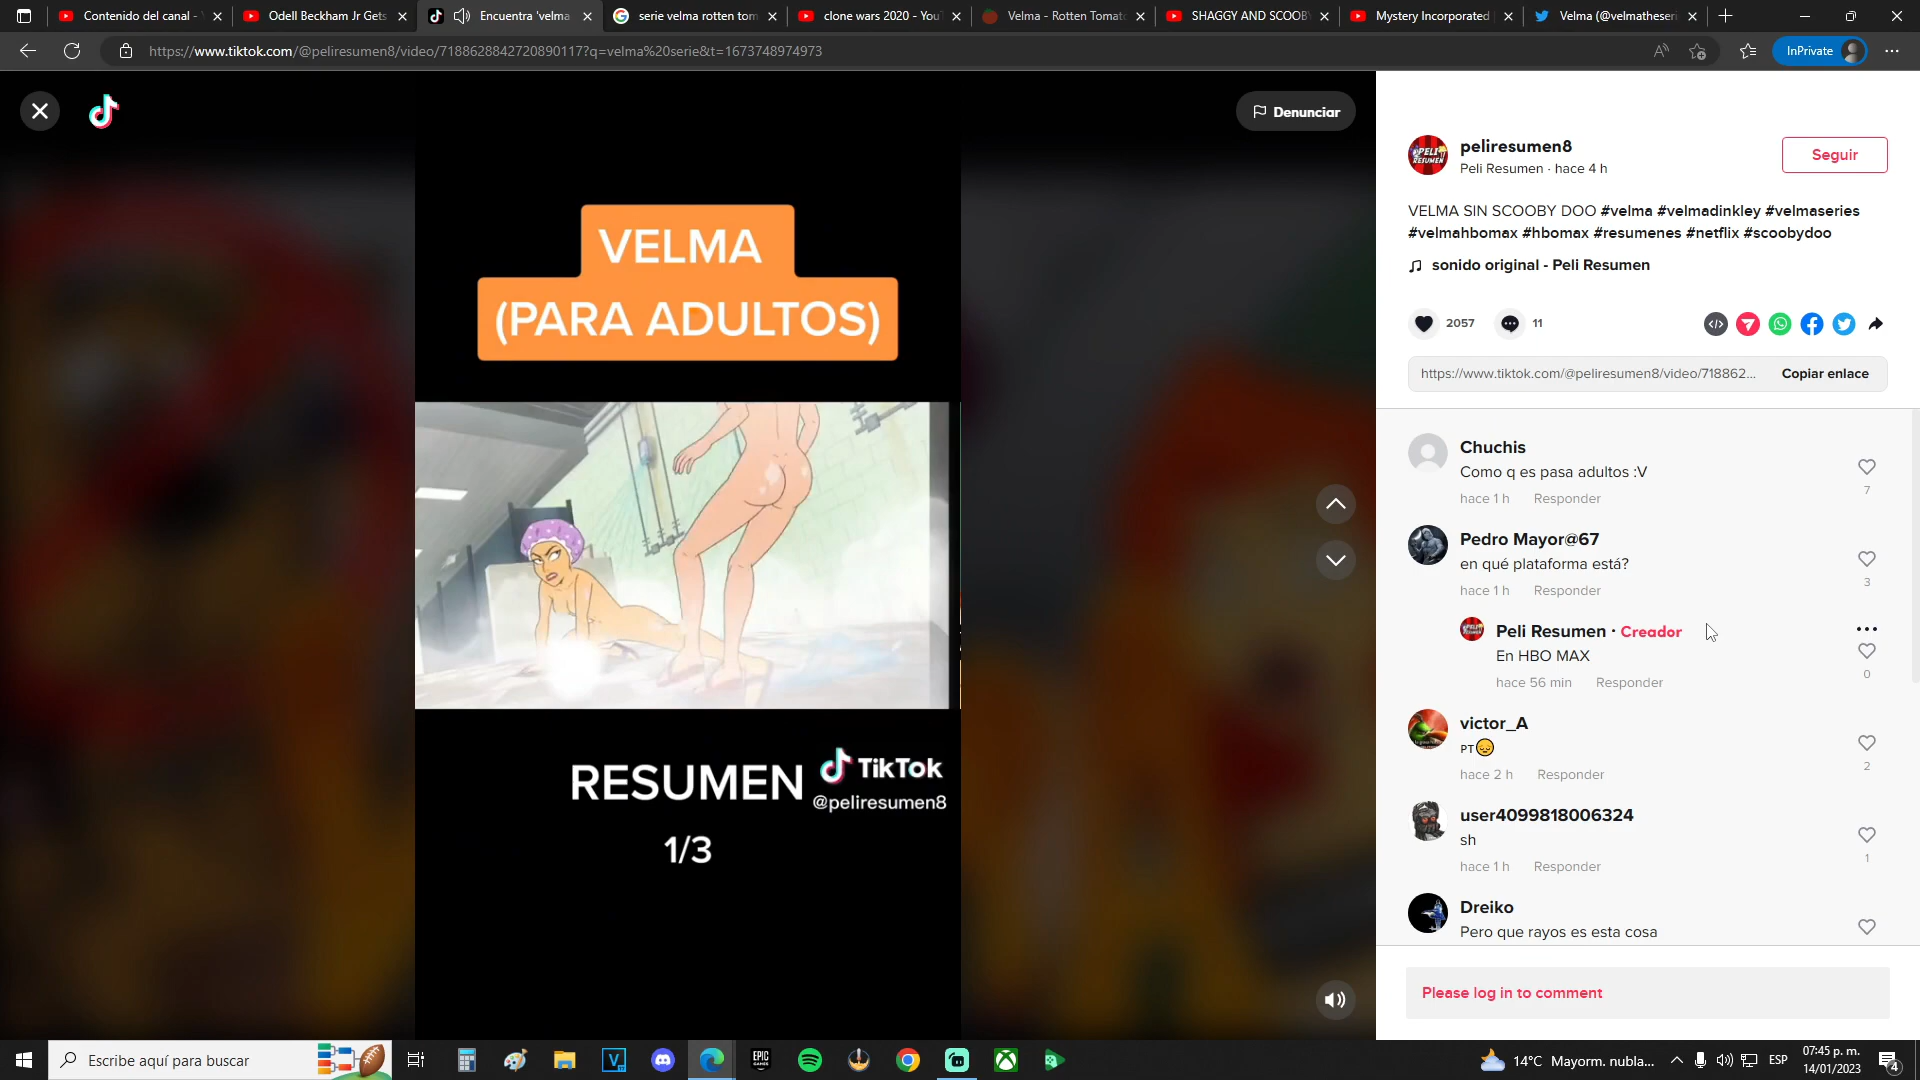 Contenido del canal -
Odell Beckham Jr Gets
Encuentra 'velma
serie velma rotten tom
clone wars 2020 - You
Velma - Rotten Tomat
SHAGGY AND SCOOB
Mystery Incorporated
Velma (@velmatheseri
https://www.tiktok.com/@peliresumen8/video/7188628842720890117?q=velma%20serie&t=1673748974973
InPrivate
Denunciar
VELMA
(PARA ADULTOS)
RESUMEN
TikTok
@peliresumen8
1/3
peliresumen8
Peli Resumen · hace 4 h
Seguir
VELMA SIN SCOOBY DOO #velma #velmadinkley #velmaseries
#velmahbomax #hbomax #resumenes #netflix #scoobydoo
sonido original - Peli Resumen
2057
11
https://www.tiktok.com/@peliresumen8/video/718862...
Copiar enlace
Chuchis
Como q es pasa adultos :V
7
hace 1 h Responder
Pedro Mayor@67
en qué plataforma está?
3
hace 1 h Responder
Peli Resumen · Creador
En HBO MAX
0
hace 56 min Responder
victor_A
PT😔
2
hace 2 h Responder
user4099818006324
sh
1
hace 1 h Responder
Dreiko
Pero que rayos es esta cosa
Please log in to comment
Escribe aquí para buscar
EPIC GAMES
14°C Mayorm. nubla...
ESP
07:45 p. m.
14/01/2023
4